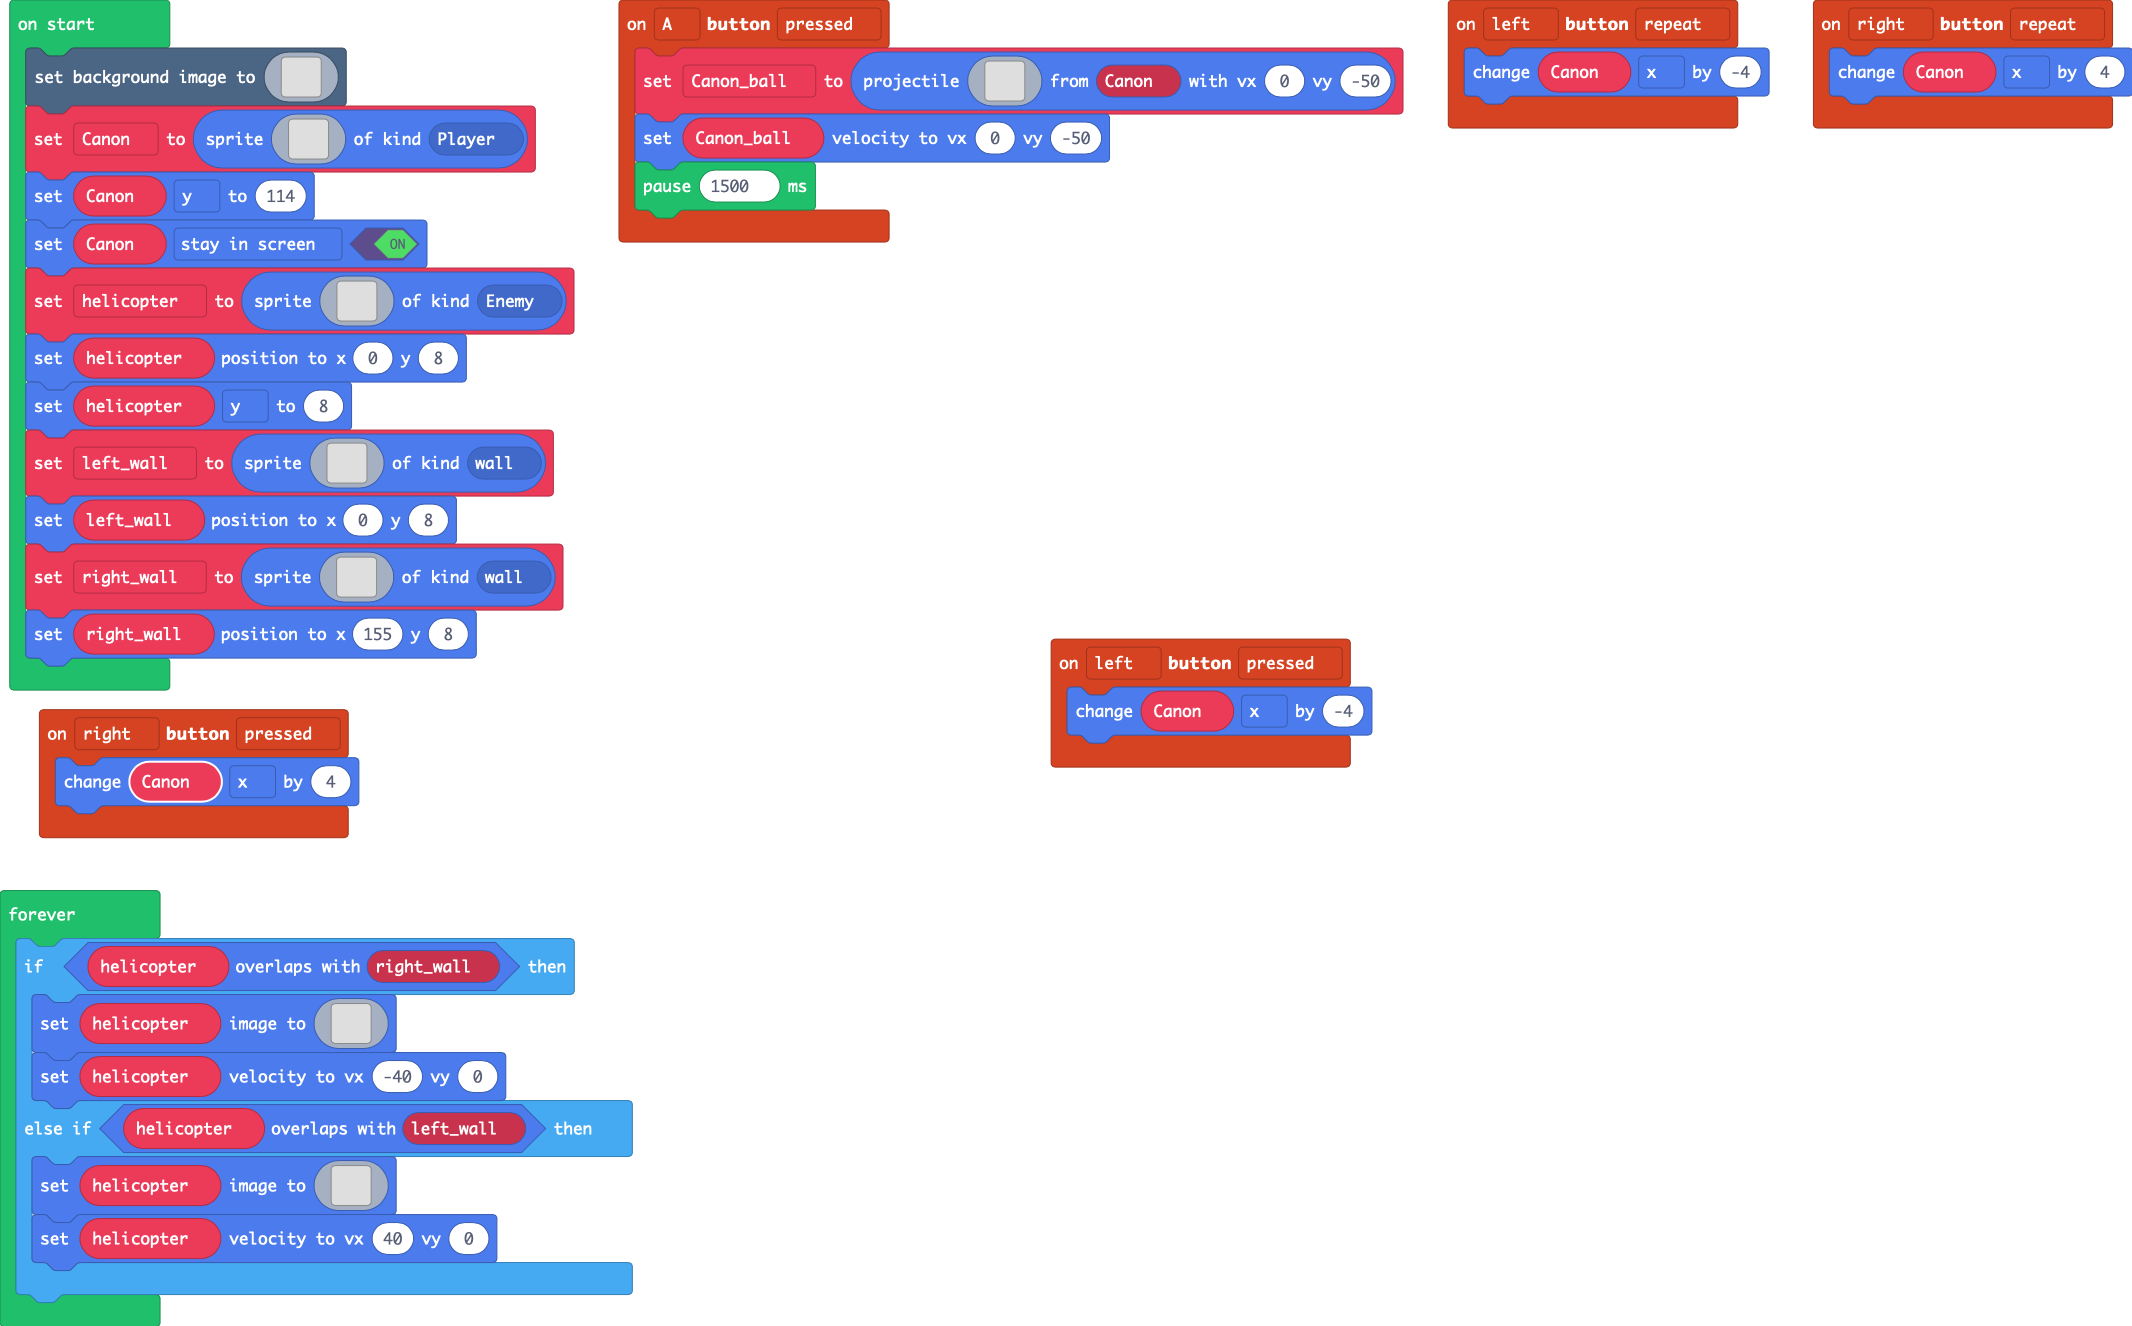 on start
set background image to
set Canon to sprite of kind Player
set Canon y to 114
set Canon stay in screen ON
set helicopter to sprite of kind Enemy
set helicopter position to x 0 y 8
set helicopter y to 8
set left_wall to sprite of kind wall
set left_wall position to x 0 y 8
set right_wall to sprite of kind wall
set right_wall position to x 155 y 8
on A button pressed
set Canon_ball to projectile from Canon with vx 0 vy -50
set Canon_ball velocity to vx 0 vy -50
pause 1500 ms
on left button repeat
change Canon x by -4
on right button repeat
change Canon x by 4
on left button pressed
change Canon x by -4
on right button pressed
change Canon x by 4
forever
if helicopter overlaps with right_wall then
set helicopter image to
set helicopter velocity to vx -40 vy 0
else if helicopter overlaps with left_wall then
set helicopter image to
set helicopter velocity to vx 40 vy 0